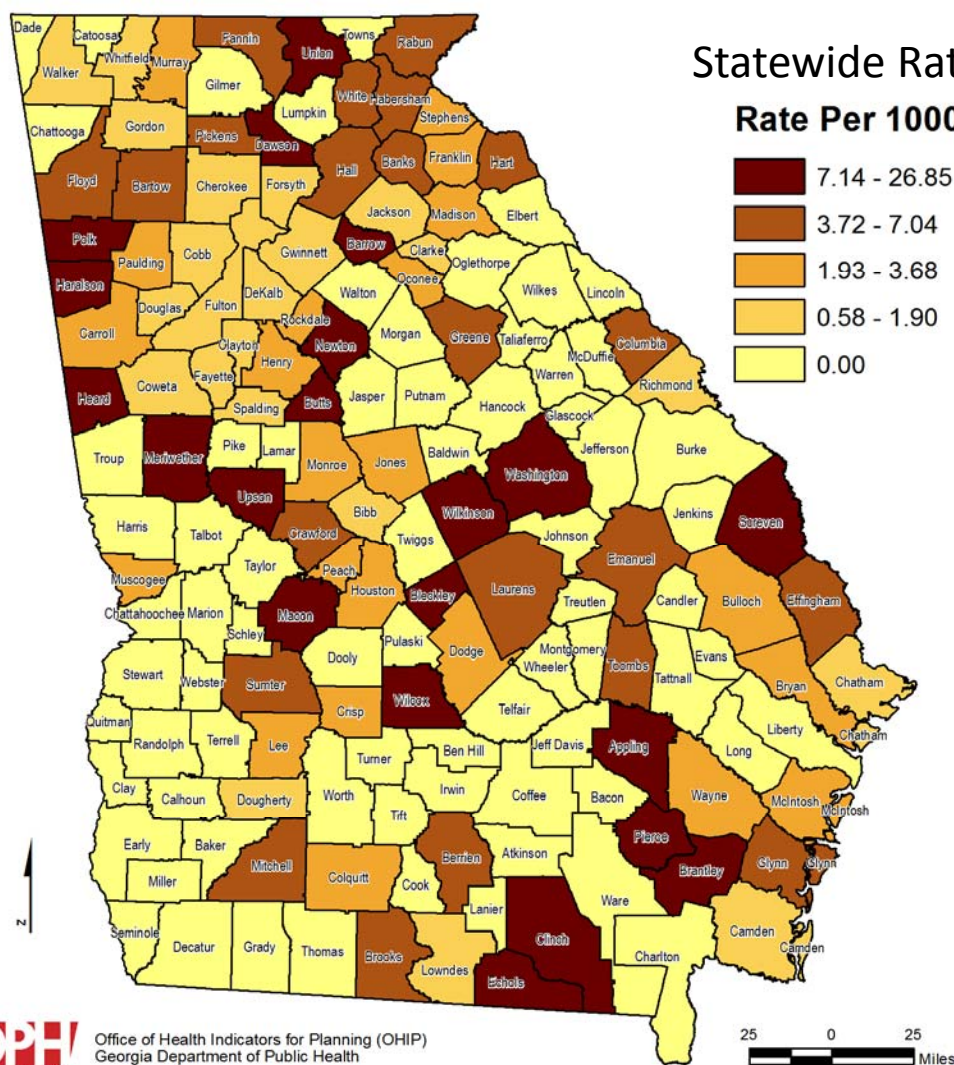 Statewide Rat
Rate Per 1000
7.14 - 26.85
3.72 - 7.04
1.93 - 3.68
0.58 - 1.90
0.00
Dade
Catoosa
Fannin
Union
Towns
Rabun
Walker
Whitfield
Murray
Gilmer
White
Habersham
Lumpkin
Stephens
Chattooga
Gordon
Pickens
Dawson
Hall
Banks
Franklin
Hart
Floyd
Bartow
Cherokee
Forsyth
Jackson
Madison
Elbert
Polk
Paulding
Cobb
Gwinnett
Barrow
Clarke
Oconee
Oglethorpe
Wilkes
Lincoln
Haralson
Douglas
Fulton
DeKalb
Walton
Rockdale
Newton
Morgan
Greene
Taliaferro
McDuffie
Columbia
Carroll
Clayton
Henry
Fayette
Coweta
Spalding
Butts
Jasper
Putnam
Hancock
Warren
Richmond
Glascock
Heard
Troup
Meriwether
Pike
Lamar
Monroe
Jones
Baldwin
Washington
Jefferson
Burke
Upson
Bibb
Wilkinson
Jenkins
Screven
Harris
Talbot
Crawford
Twiggs
Johnson
Emanuel
Muscogee
Taylor
Peach
Houston
Bleckley
Laurens
Treutlen
Candler
Bulloch
Effingham
Chattahoochee
Marion
Schley
Macon
Dooly
Pulaski
Dodge
Wheeler
Montgomery
Toombs
Tattnall
Evans
Bryan
Chatham
Chatham
Stewart
Webster
Sumter
Crisp
Wilcox
Telfair
Liberty
Long
Quitman
Randolph
Terrell
Lee
Turner
Ben Hill
Jeff Davis
Appling
Wayne
McIntosh
McIntosh
Clay
Calhoun
Dougherty
Worth
Tift
Irwin
Coffee
Bacon
Pierce
Early
Baker
Mitchell
Colquitt
Cook
Berrien
Atkinson
Brantley
Glynn
Glynn
Miller
Lanier
Ware
Seminole
Decatur
Grady
Thomas
Brooks
Lowndes
Clinch
Echols
Charlton
Camden
Camden
Z
DPH
Office of Health Indicators for Planning (OHIP)
Georgia Department of Public Health
25 0 25
Miles